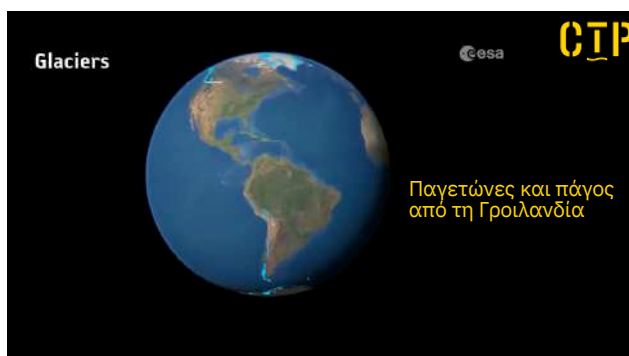 Glaciers
esa
CTP
Παγετώνες και πάγος
από τη Γροιλανδία